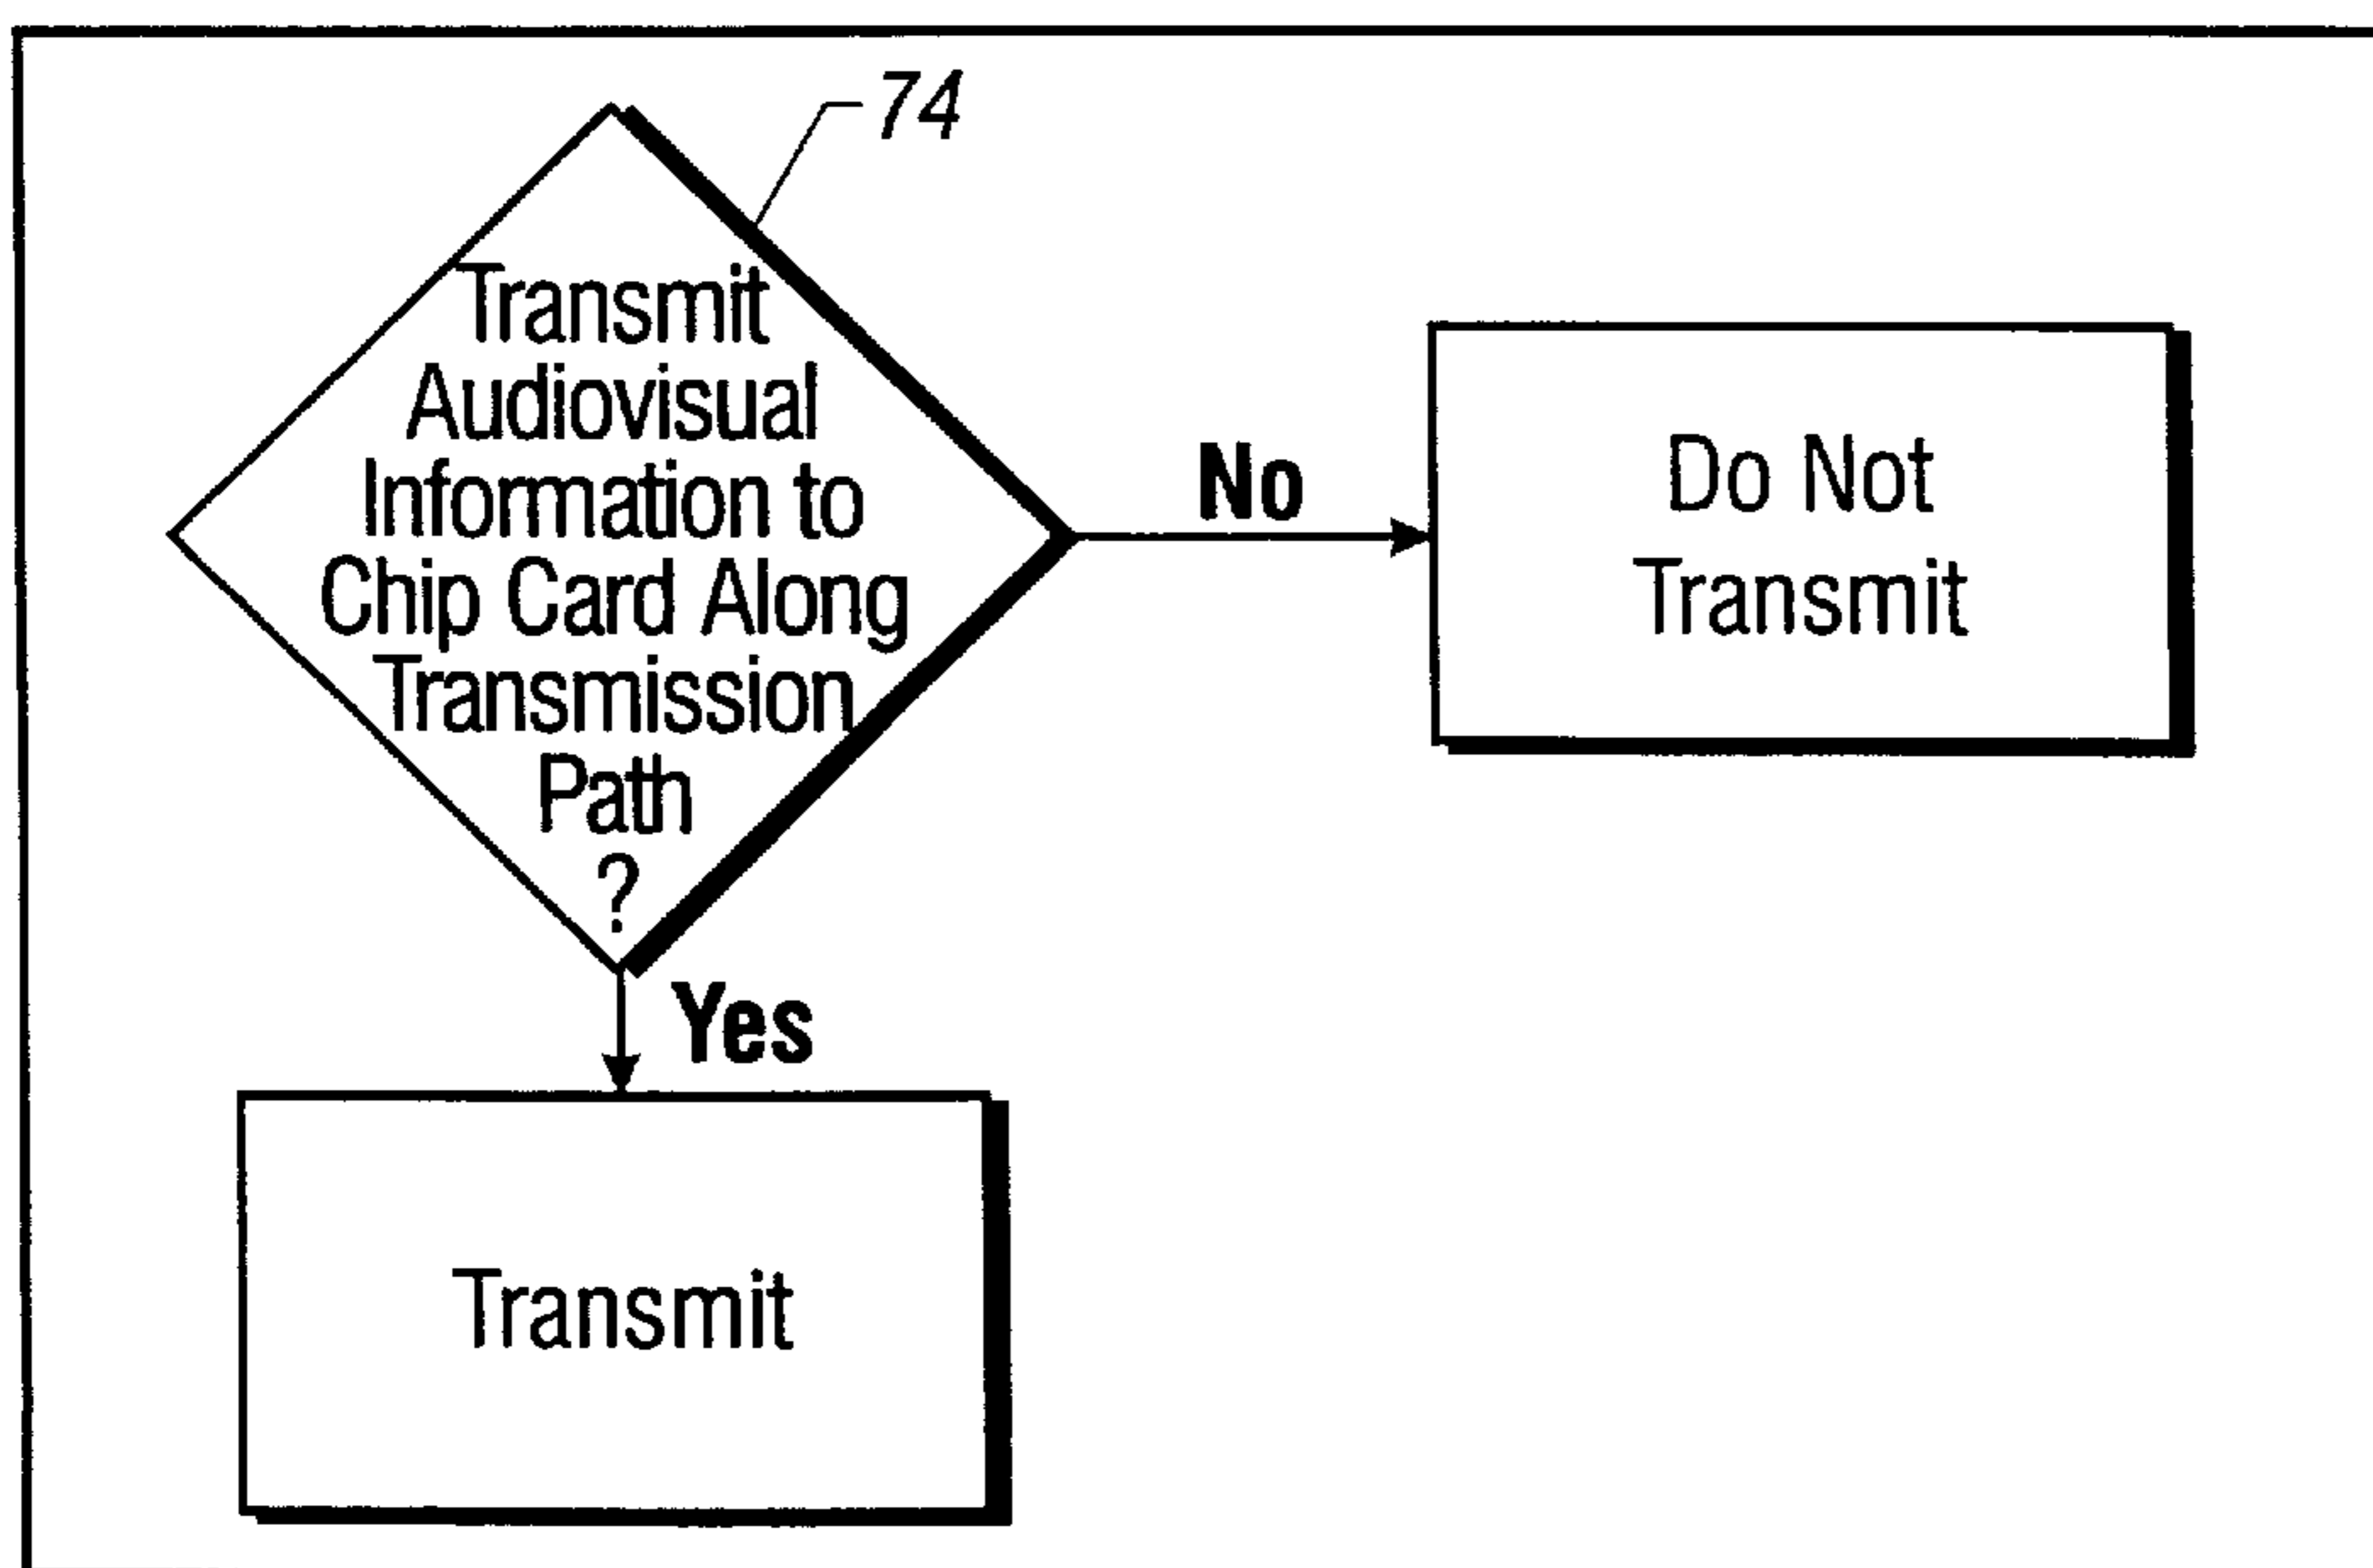 74
Transmit
Audiovisual
Information to
Chip Card Along
Transmission
Path
?
No
Do Not
Transmit
Yes
Transmit